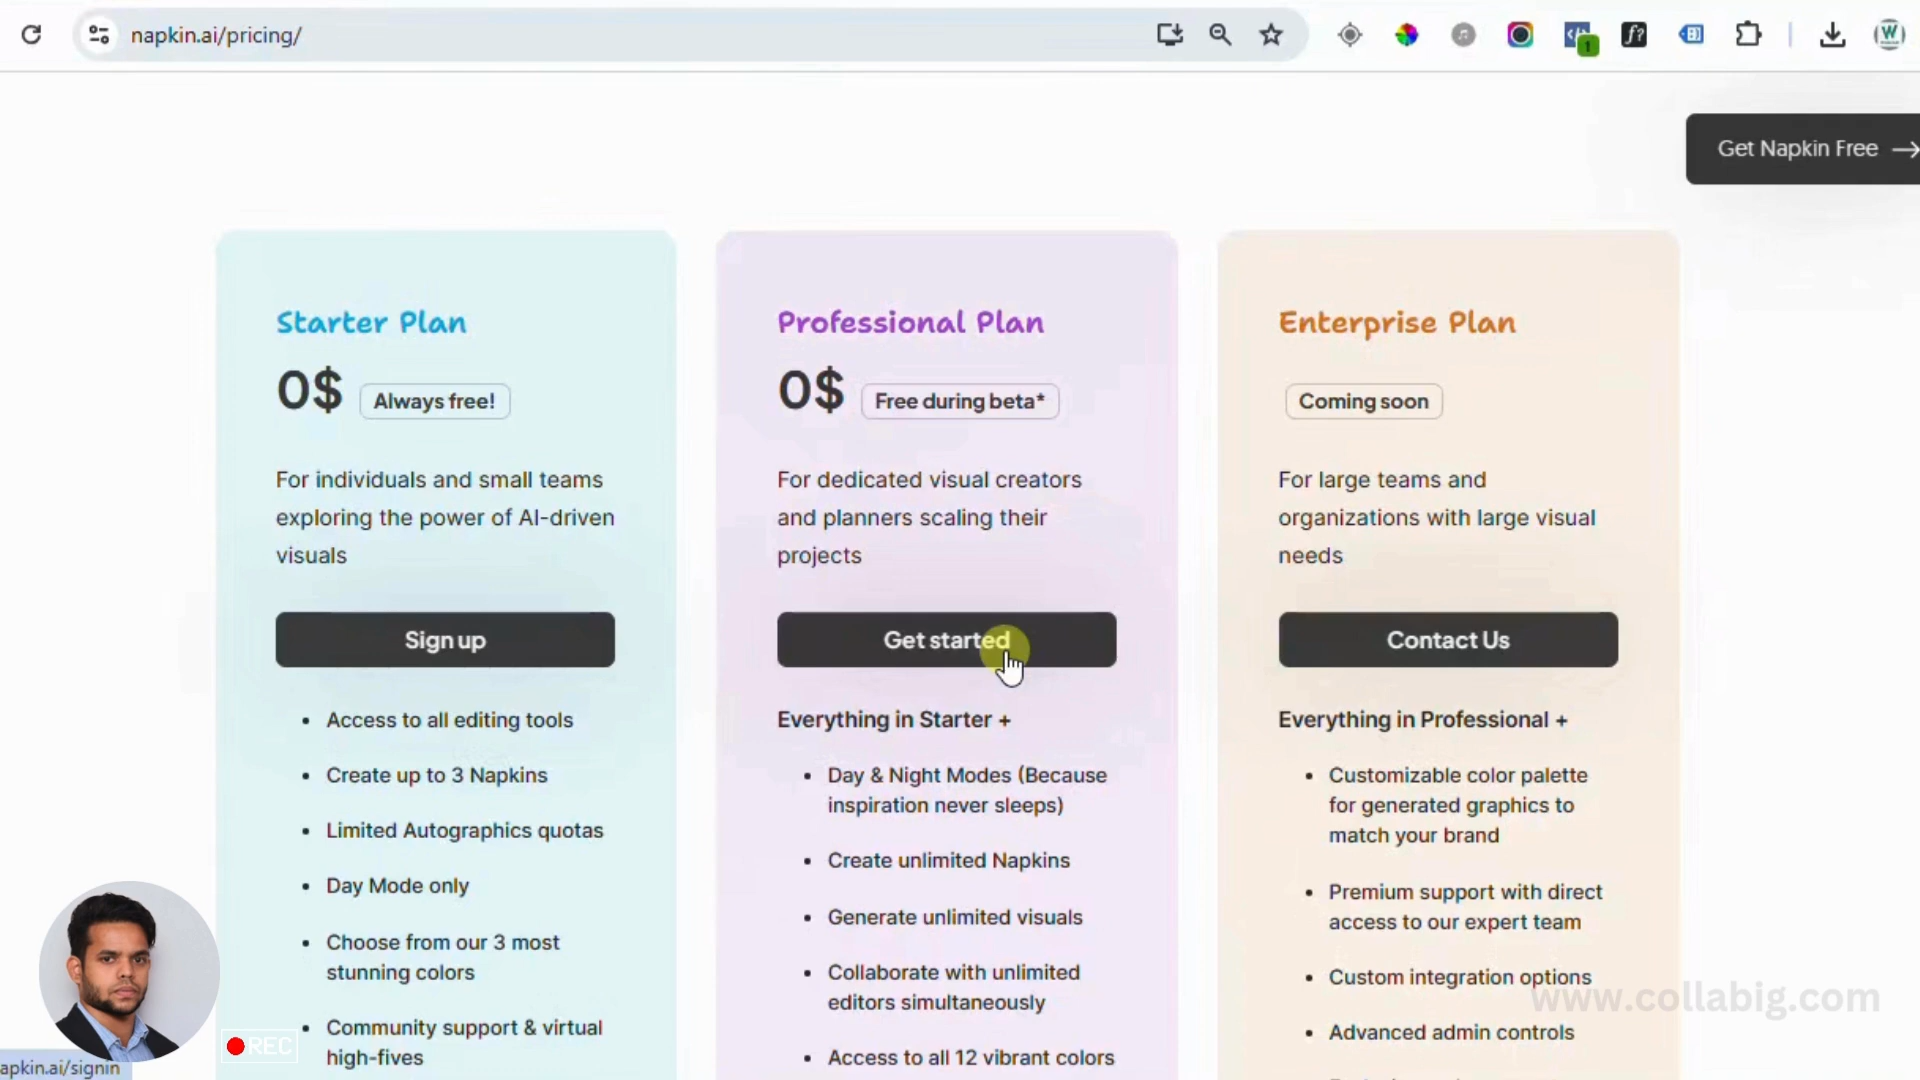 napkin.ai/pricing/
1
f?
W
Get Napkin Free →
Starter Plan
0$ Always free!
For individuals and small teams
exploring the power of AI-driven
visuals
Sign up
• Access to all editing tools
• Create up to 3 Napkins
• Limited Autographics quotas
• Day Mode only
• Choose from our 3 most
stunning colors
• Community support & virtual
high-fives
Professional Plan
0$ Free during beta*
For dedicated visual creators
and planners scaling their
projects
Get started
Everything in Starter +
• Day & Night Modes (Because
inspiration never sleeps)
• Create unlimited Napkins
• Generate unlimited visuals
• Collaborate with unlimited
editors simultaneously
• Access to all 12 vibrant colors
Enterprise Plan
Coming soon
For large teams and
organizations with large visual
needs
Contact Us
Everything in Professional +
• Customizable color palette
for generated graphics to
match your brand
• Premium support with direct
access to our expert team
• Custom integration options
• Advanced admin controls
www.collabig.com
REC
apkin.ai/signin